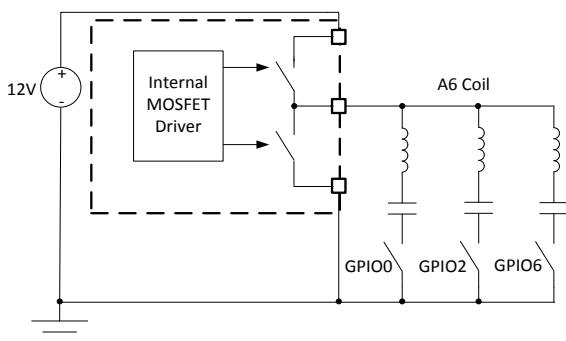 12V
+
-
Internal
MOSFET
Driver
A6 Coil
GPIO0
GPIO2
GPIO6